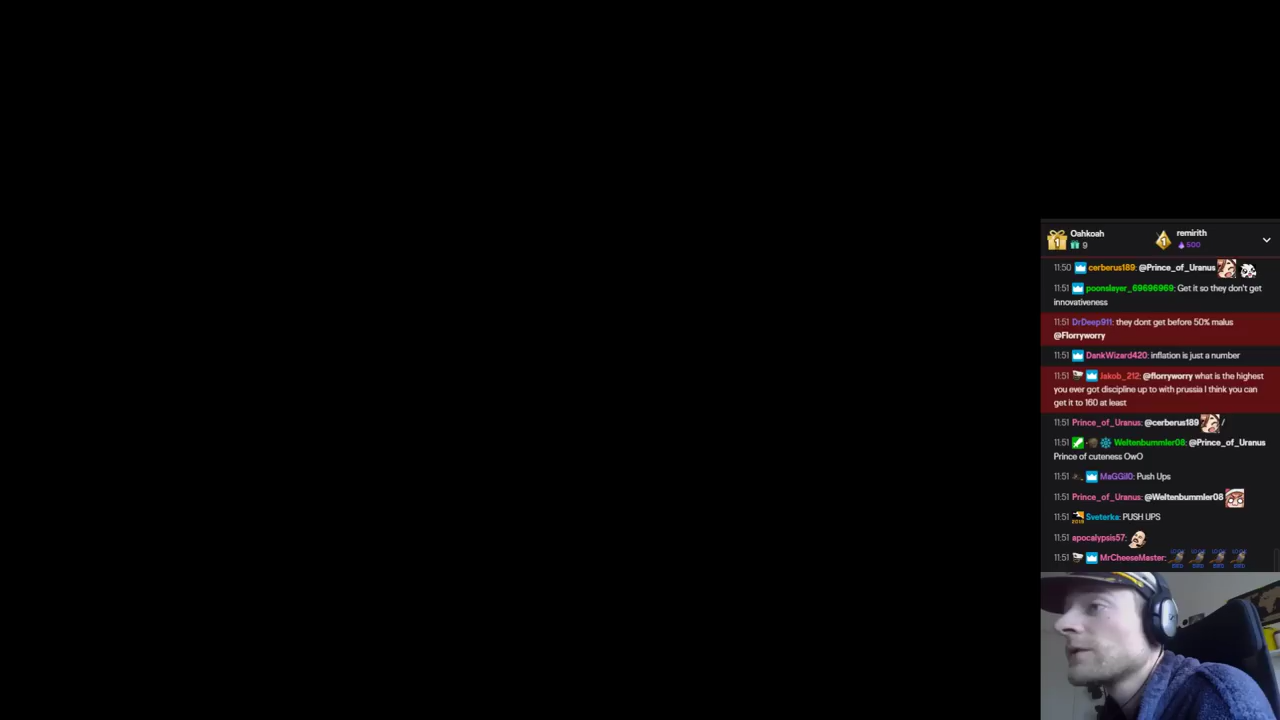 Oahkoah
9
remirith
500
11:50 cerberus189: @Prince_of_Uranus
11:51 poonslayer_69696969: Get it so they don't get
innovativeness
11:51 DrDeep911: they dont get before 50% malus
@Florryworry
11:51 DankWizard420: inflation is just a number
11:51 Jakob_212: @florryworry what is the highest
you ever got discipline up to with prussia I think you can
get it to 160 at least
11:51 Prince_of_Uranus: @cerberus189 /
11:51 Weltenbummler08: @Prince_of_Uranus
Prince of cuteness OwO
11:51 MaGGil0: Push Ups
11:51 Prince_of_Uranus: @Weltenbummler08
11:51 Sveterka: PUSH UPS
11:51 apocalypsis57:
11:51 MrCheeseMaster: